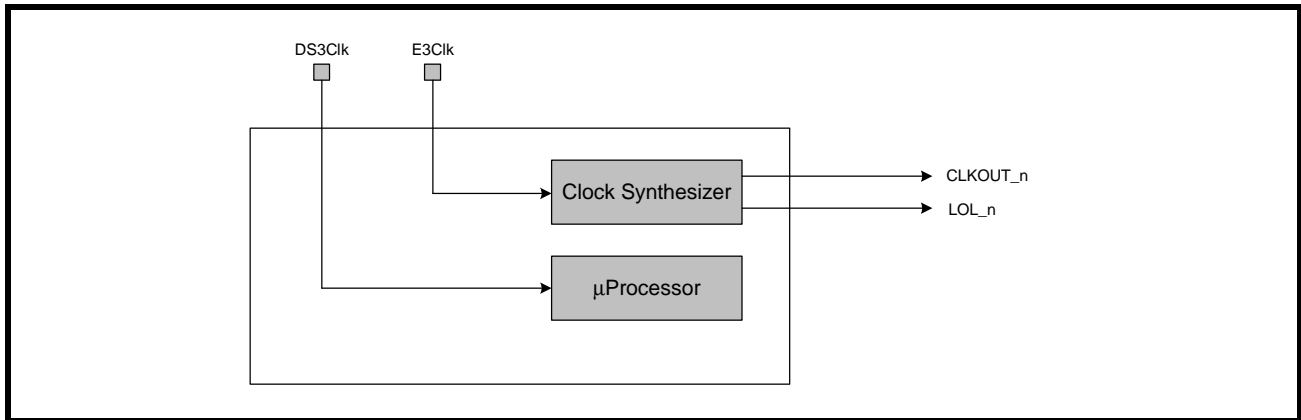 DS3Clk
E3Clk
Clock Synthesizer
CLKOUT_n
LOL_n
μProcessor